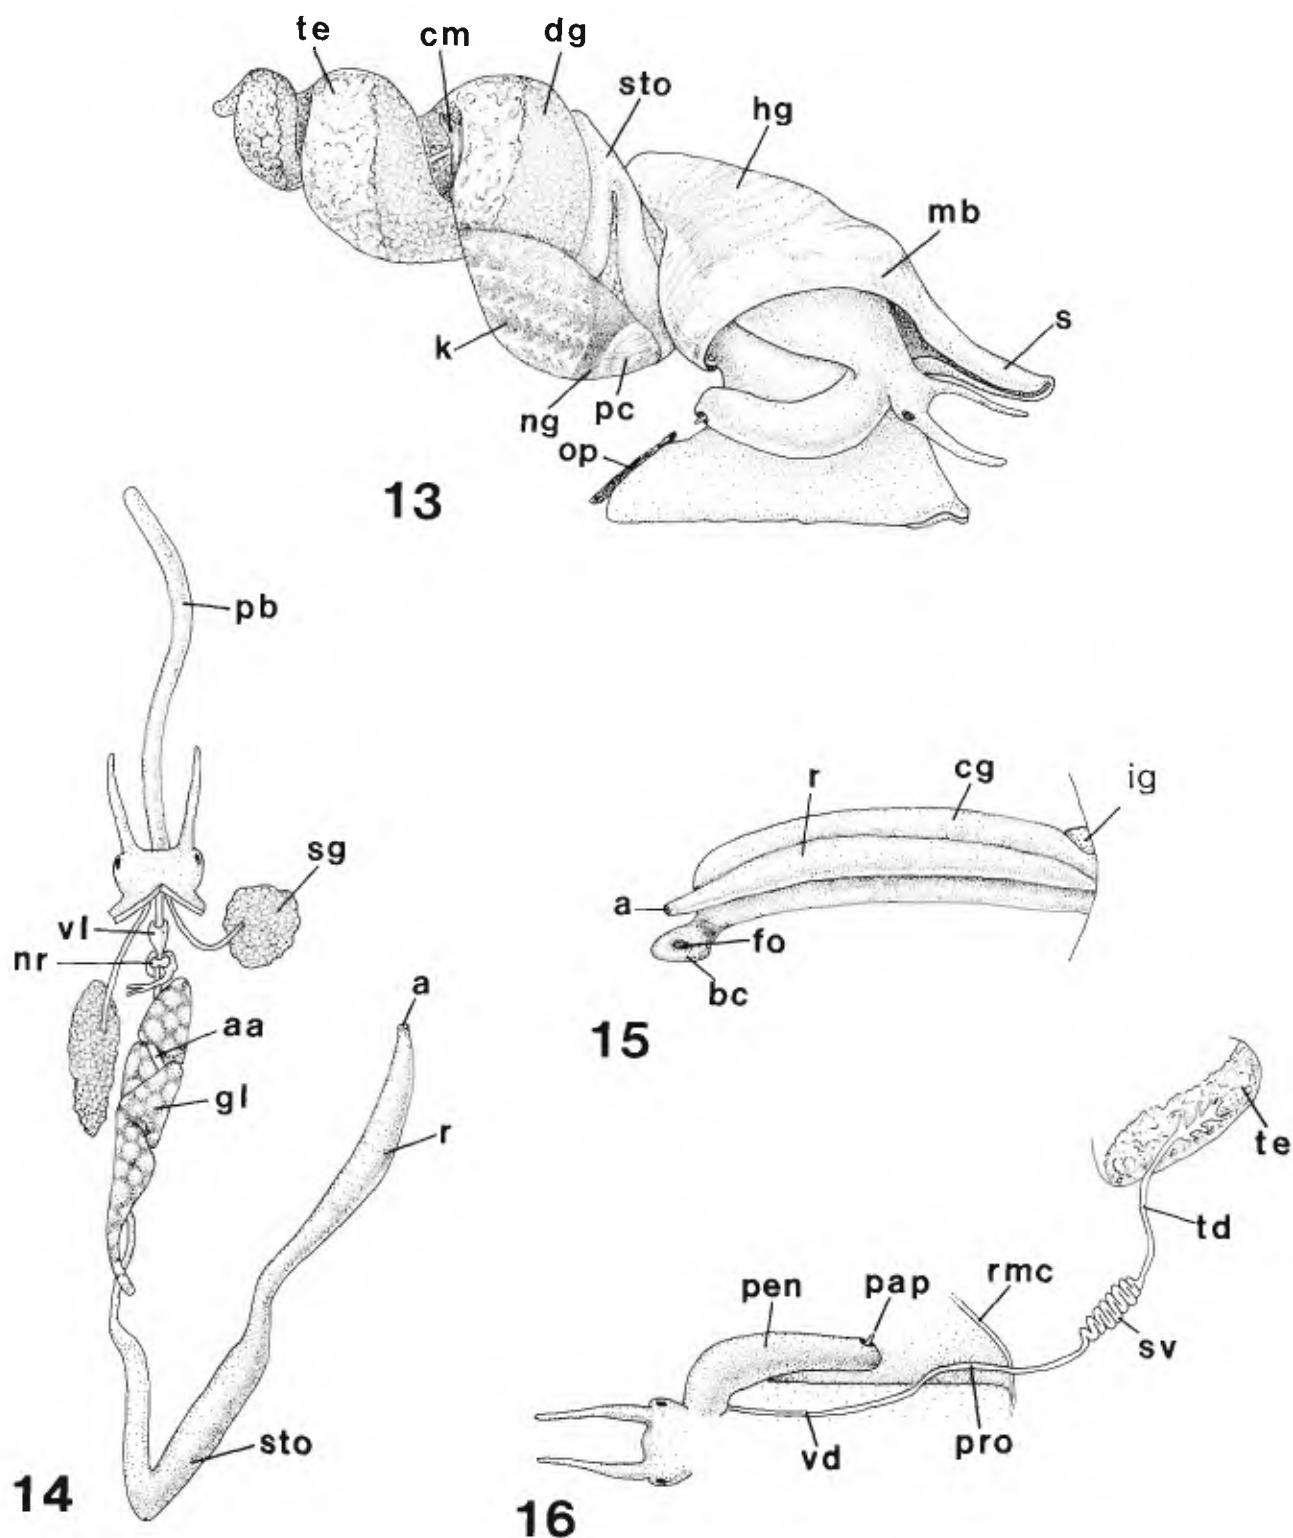 te
cm
dg
sto
hg
mb
s
k
ng
pc
op
13
pb
sg
vl
nr
aa
gl
a
r
sto
14
r
cg
ig
a
fo
bc
15
te
td
rmc
pap
pen
sv
pro
vd
16